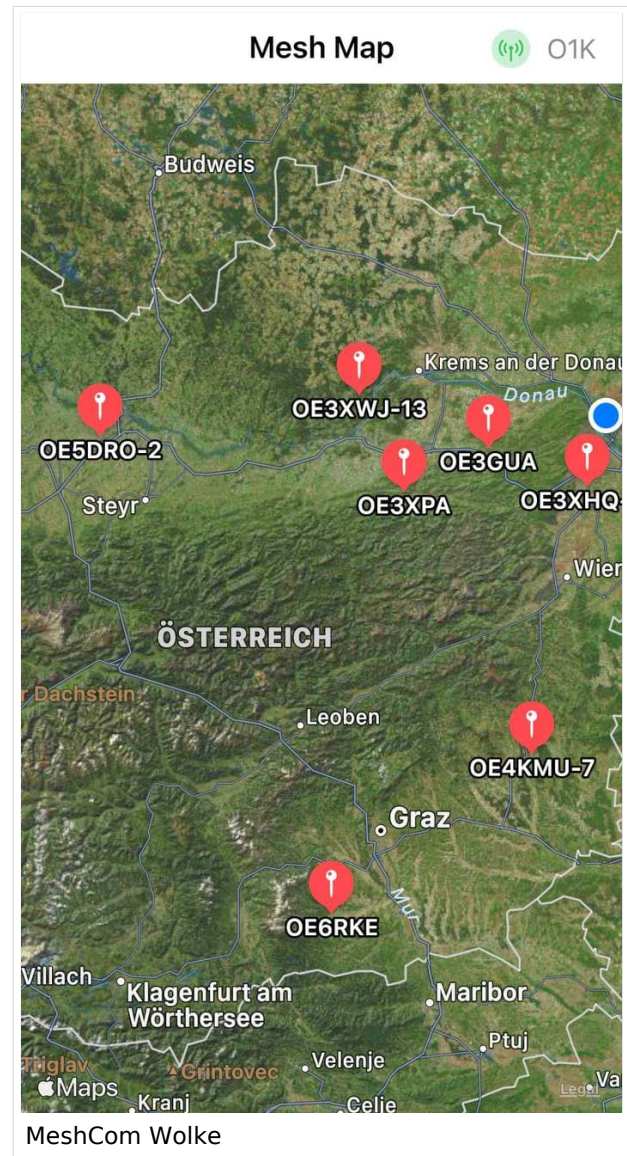 Mesh Map
O1K
Budweis
Krems an der Donau
Donau
OE3XWJ-13
OE5DRO-2
OE3GUA
OE3XPA
OE3XHQ-
Steyr
Wier
ÖSTERREICH
r Dachstein
Leoben
OE4KMU-7
Graz
OE6RKE
Mur
Villach
Klagenfurt am
Wörthersee
Maribor
Ptuj
Triglav
Grintovec
Velenje
Maps
Legal
Va
Kranj
Celje
MeshCom Wolke